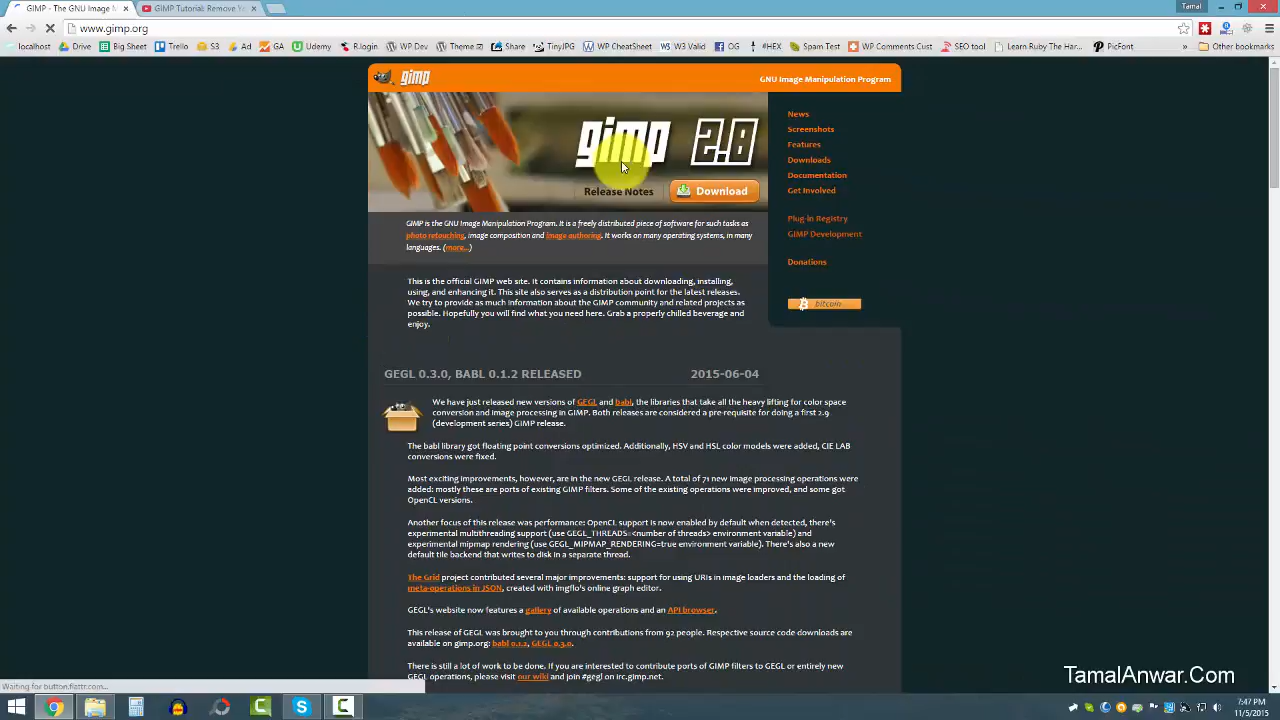 GIMP - The GNU Image M
GIMP Tutorial: Remove Yo
Tamal
www.gimp.org
localhost
Drive
Big Sheet
Trello
S3
Ad
GA
Udemy
Rlinkr
WP Dev
Theme
Share
TinyJPG
WP CheatSheet
W3 Valid
OG
#HEX
Spam Test
WP Comments Cust
SEO tool
Learn Ruby The Har
PicFont
»
Other bookmarks
gimp
GNU Image Manipulation Program
gimp 2.8
Release Notes
Download
News
Screenshots
Features
Downloads
Documentation
Get Involved
Plug-in Registry
GIMP Development
Donations
bitcoin
GIMP is the GNU Image Manipulation Program. It is a freely distributed piece of software for such tasks as
photo retouching, image composition and image authoring. It works on many operating systems, in many
languages. (more...)
This is the official GIMP web site. It contains information about downloading, installing,
using, and enhancing it. This site also serves as a distribution point for the latest releases.
We try to provide as much information about the GIMP community and related projects as
possible. Hopefully you will find what you need here. Grab a properly chilled beverage and
enjoy.
GEGL 0.3.0, BABL 0.1.2 RELEASED
2015-06-04
We have just released new versions of GEGL and babl, the libraries that take all the heavy lifting for color space
conversion and image processing in GIMP. Both releases are considered a pre-requisite for doing a first 2.9
(development series) GIMP release.
The babl library got floating point conversions optimized. Additionally, HSV and HSL color models were added, CIE LAB
conversions were fixed.
Most exciting improvements, however, are in the new GEGL release. A total of 71 new image processing operations were
added: mostly these are ports of existing GIMP filters. Some of the existing operations were improved, and some got
OpenCL versions.
Another focus of this release was performance: OpenCL support is now enabled by default when detected, there's
experimental multithreading support (use GEGL_THREADS=<number of threads> environment variable) and
experimental mipmap rendering (use GEGL_MIPMAP_RENDERING=true environment variable). There's also a new
default tile backend that writes to disk in a separate thread.
The Grid project contributed several major improvements: support for using URIs in image loaders and the loading of
meta-operations in JSON, created with imgflo's online graph editor.
GEGL's website now features a gallery of available operations and an API browser.
This release of GEGL was brought to you through contributions from 92 people. Respective source code downloads are
available on gimp.org: babl 0.1.2, GEGL 0.3.0.
There is still a lot of work to be done. If you are interested to contribute ports of GIMP filters to GEGL or entirely new
GEGL operations, please visit our wiki and join #gegl on irc.gimp.net.
TamalAnwar.Com
Waiting for button.flattr.com...
7:47 PM
11/5/2015